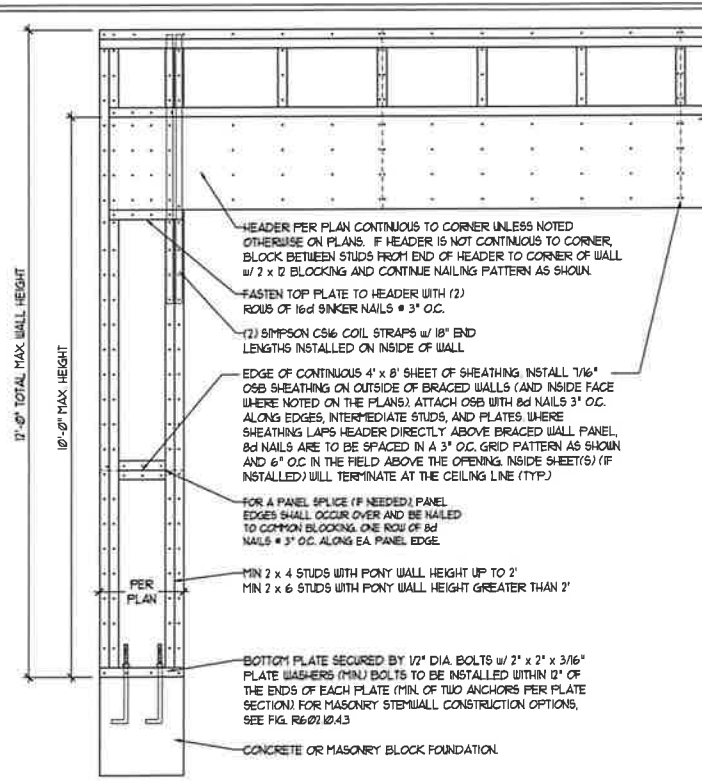 12'-0" TOTAL MAX WALL HEIGHT
10'-0" MAX. HEIGHT
HEADER PER PLAN CONTINUOUS TO CORNER UNLESS NOTED
OTHERWISE ON PLANS. IF HEADER IS NOT CONTINUOUS TO CORNER,
BLOCK BETWEEN STUDS FROM END OF HEADER TO CORNER OF WALL
w/ 2 x 12 BLOCKING AND CONTINUE NAILING PATTERN AS SHOWN.
FASTEN TOP PLATE TO HEADER WITH (2)
ROWS OF 16d SINKER NAILS @ 3" O.C.
(2) SIMPSON CS16 COIL STRAPS w/ 18" END
LENGTHS INSTALLED ON INSIDE OF WALL
EDGE OF CONTINUOUS 4' x 8' SHEET OF SHEATHING. INSTALL 7/16"
OSB SHEATHING ON OUTSIDE OF BRACED WALLS (AND INSIDE FACE
WHERE NOTED ON THE PLANS). ATTACH OSB WITH 8d NAILS 3" O.C.
ALONG EDGES, INTERMEDIATE STUDS, AND PLATES. WHERE
SHEATHING LAPS HEADER DIRECTLY ABOVE BRACED WALL PANEL,
8d NAILS ARE TO BE SPACED IN A 3" O.C. GRID PATTERN AS SHOWN
AND 6" O.C IN THE FIELD ABOVE THE OPENING. INSIDE SHEET(S) (IF
INSTALLED) WILL TERMINATE AT THE CEILING LINE (TYP.)
FOR A PANEL SPLICE (IF NEEDED), PANEL
EDGES SHALL OCCUR OVER AND BE NAILED
TO COMMON BLOCKING. ONE ROW OF 8d
NAILS @ 3" O.C. ALONG EA. PANEL EDGE.
PER
PLAN
MIN 2 x 4 STUDS WITH PONY WALL HEIGHT UP TO 2'
MIN 2 x 6 STUDS WITH PONY WALL HEIGHT GREATER THAN 2'
BOTTOM PLATE SECURED BY 1/2" DIA. BOLTS w/ 2" x 2" x 3/16"
PLATE WASHERS (MIN.) BOLTS TO BE INSTALLED WITHIN 12" OF
THE ENDS OF EACH PLATE (MIN. OF TWO ANCHORS PER PLATE
SECTION). FOR MASONRY STEMWALL CONSTRUCTION OPTIONS,
SEE FIG. R602.10.4.3
CONCRETE OR MASONRY BLOCK FOUNDATION.